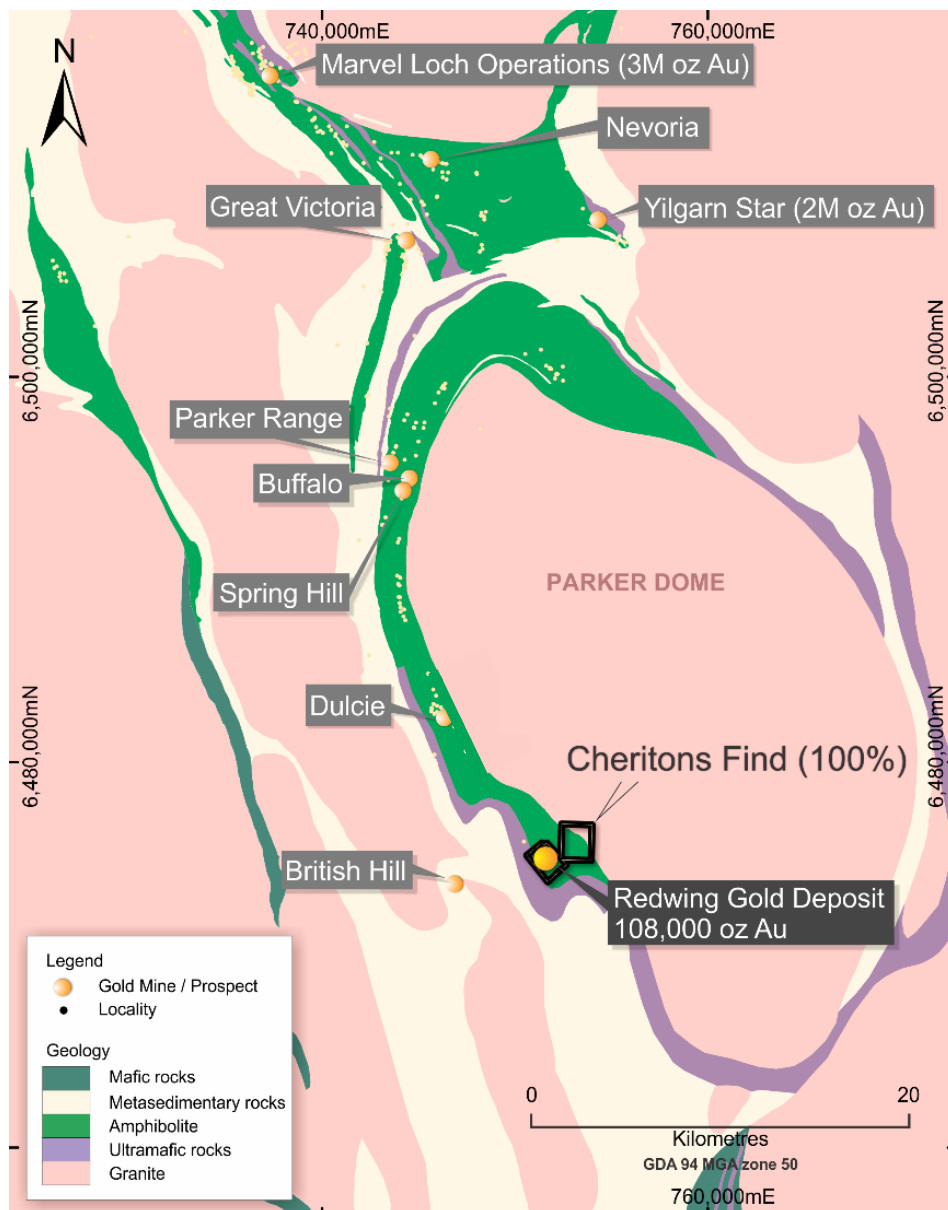 740,000mE
760,000mE
N
Marvel Loch Operations (3M oz Au)
Nevoria
Great Victoria
Yilgarn Star (2M oz Au)
6,500,000mN
6,500,000mN
Parker Range
Buffalo
PARKER DOME
Spring Hill
Dulcie
6,480,000mN
6,480,000mN
Cheritons Find (100%)
British Hill
Redwing Gold Deposit
108,000 oz Au
Legend
Gold Mine / Prospect
Locality
Geology
Mafic rocks
Metasedimentary rocks
Amphibolite
Ultramafic rocks
Granite
0
20
Kilometres
GDA 94 MGA zone 50
760,000mE